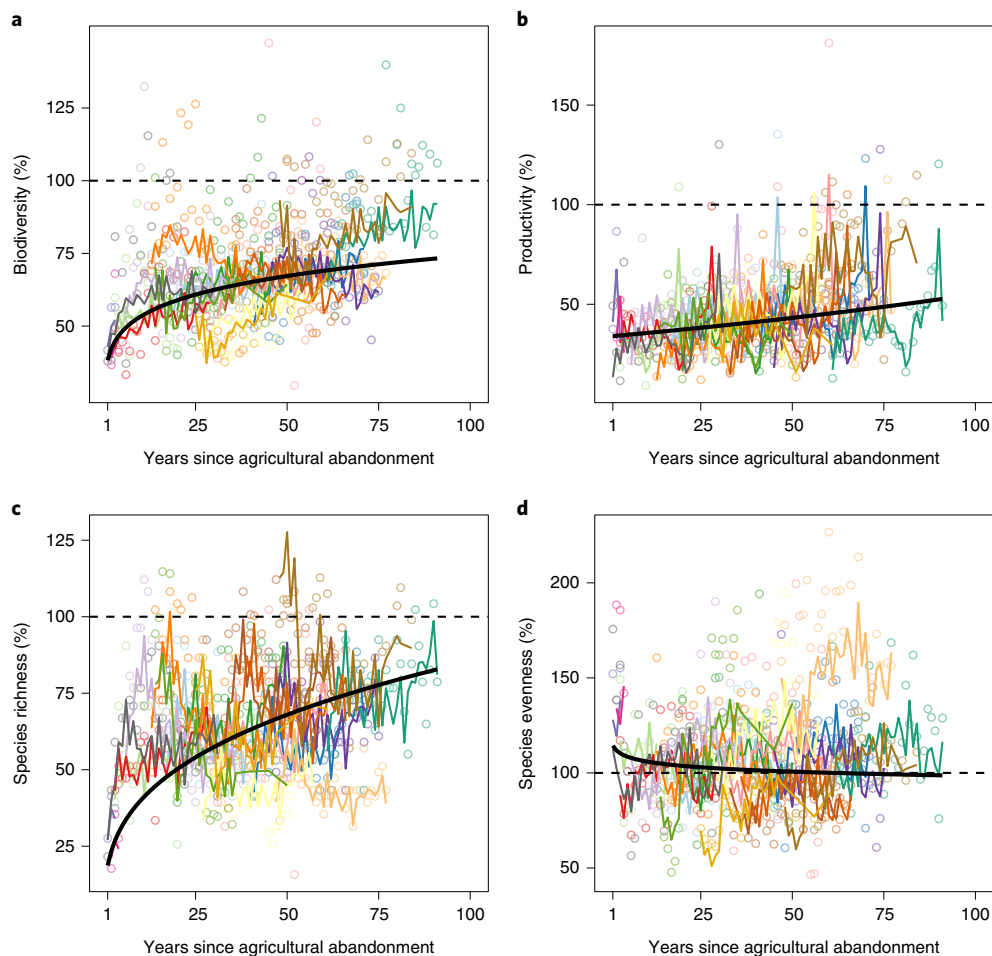 a
Biodiversity (%)
125
100
75
50
1 25 50 75 100
Years since agricultural abandonment
b
Productivity (%)
150
100
50
1 25 50 75 100
Years since agricultural abandonment
c
Species richness (%)
125
100
75
50
25
1 25 50 75 100
Years since agricultural abandonment
d
Species evenness (%)
200
150
100
50
1 25 50 75 100
Years since agricultural abandonment